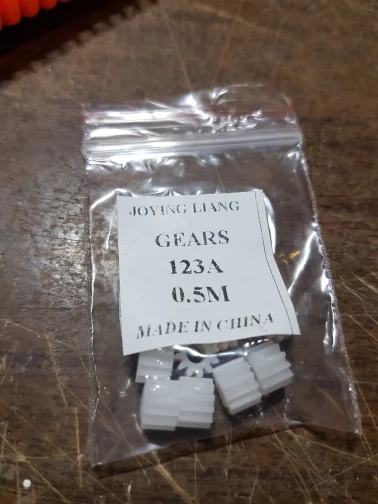 JOYING LIANG
GEARS
123A
0.5M
MADE IN CHINA